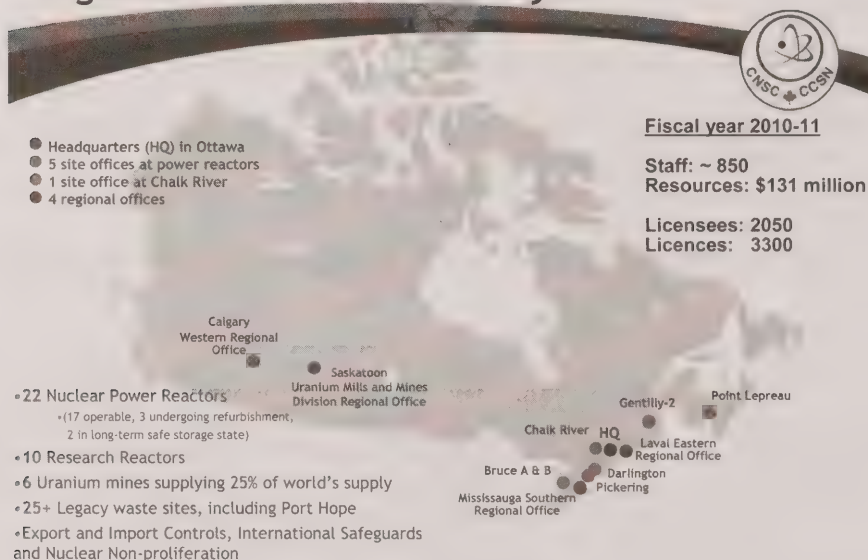 CNSC CCSN
Fiscal year 2010-11
Staff: ~ 850
Resources: $131 million
Licensees: 2050
Licences: 3300
Headquarters (HQ) in Ottawa
5 site offices at power reactors
1 site office at Chalk River
4 regional offices
Calgary
Western Regional
Office
Saskatoon
Uranium Mills and Mines
Division Regional Office
•22 Nuclear Power Reactors
•(17 operable, 3 undergoing refurbishment,
2 in long-term safe storage state)
•10 Research Reactors
•6 Uranium mines supplying 25% of world's supply
•25+ Legacy waste sites, including Port Hope
•Export and Import Controls, International Safeguards
and Nuclear Non-proliferation
Gentilly-2
Point Lepreau
Chalk River
HQ
Laval Eastern
Regional Office
Bruce A & B
Darlington
Pickering
Mississauga Southern
Regional Office